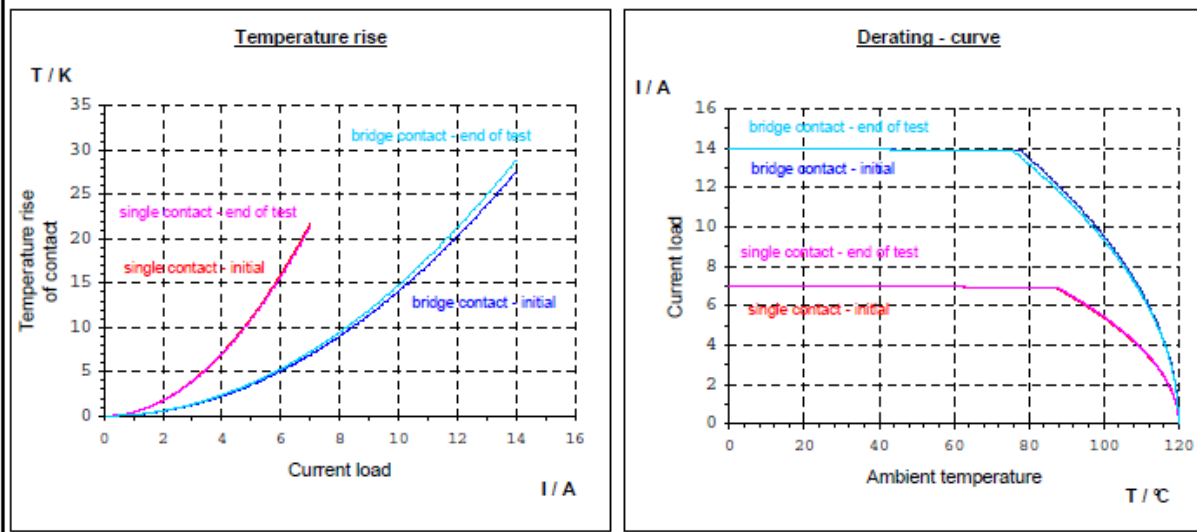 Temperature rise
T / K
35
30
25
20
15
10
5
0
bridge contact - end of test
single contact - end of test
single contact - initial
bridge contact - initial
Temperature rise
of contact
0 2 4 6 8 10 12 14 16
Current load
I / A
Derating - curve
I / A
16
14
12
10
8
6
4
2
0
bridge contact - end of test
bridge contact - initial
single contact - end of test
single contact - initial
Current load
0 20 40 60 80 100 120
Ambient temperature
T / °C